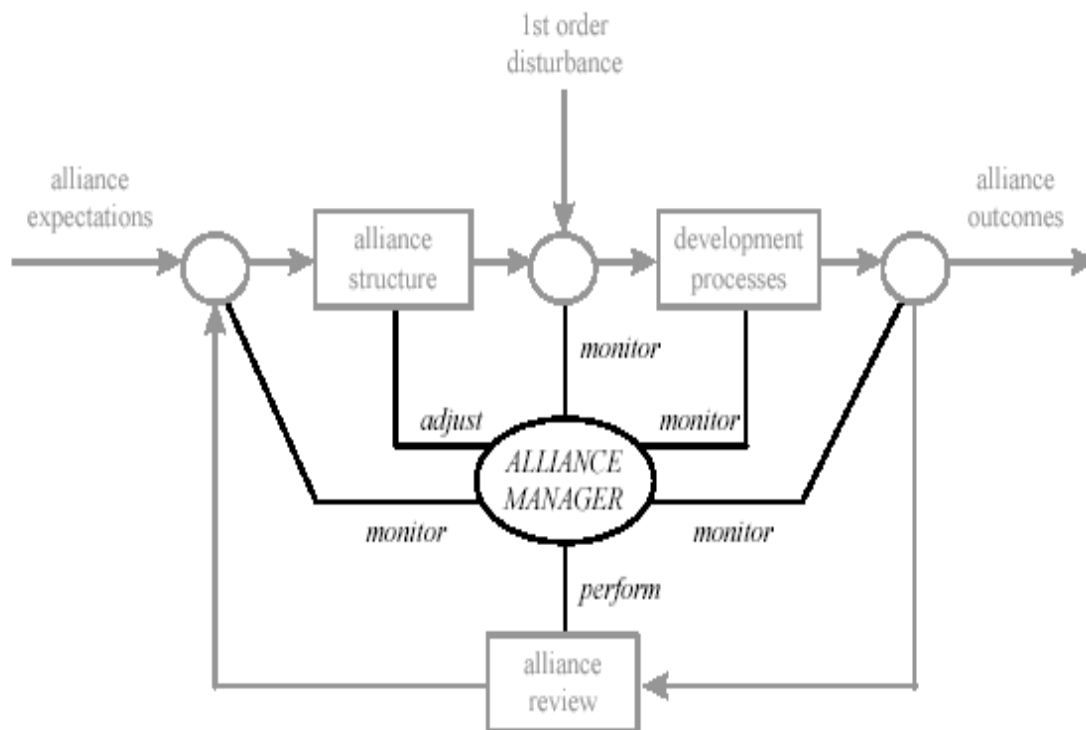 1st order
disturbance
alliance
expectations
alliance
outcomes
alliance
structure
development
processes
monitor
adjust
monitor
ALLIANCE
MANAGER
monitor
monitor
perform
alliance
review